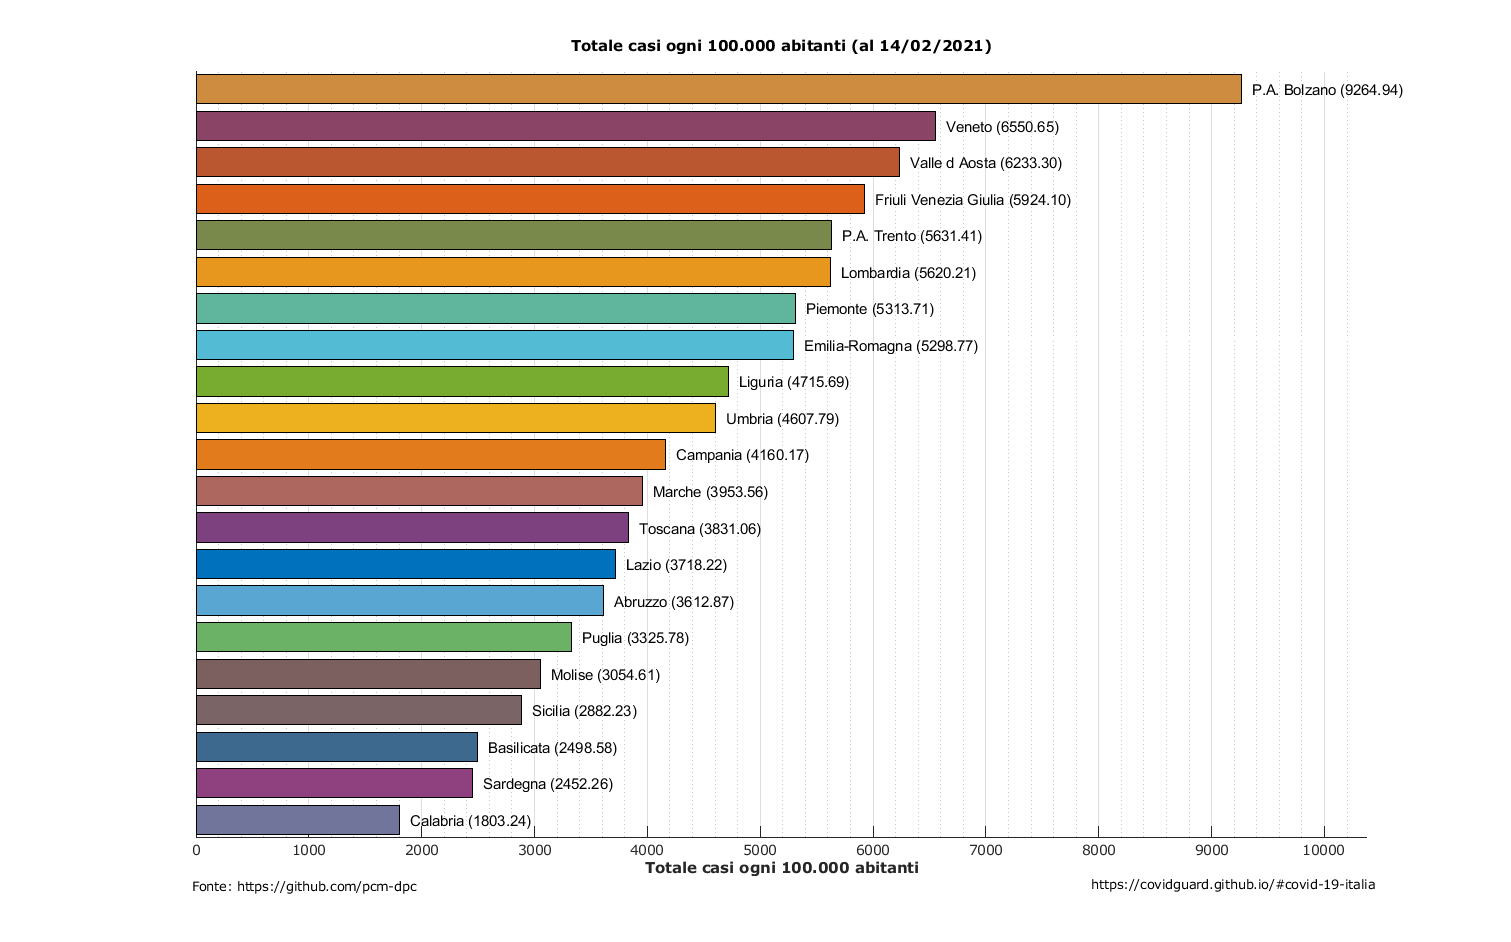 Totale casi ogni 100.000 abitanti (al 14/02/2021)
P.A. Bolzano (9264.94)
Veneto (6550.65)
Valle d Aosta (6233.30)
Friuli Venezia Giulia (5924.10)
P.A. Trento (5631.41)
Lombardia (5620.21)
Piemonte (5313.71)
Emilia-Romagna (5298.77)
Liguria (4715.69)
Umbria (4607.79)
Campania (4160.17)
Marche (3953.56)
Toscana (3831.06)
Lazio (3718.22)
Abruzzo (3612.87)
Puglia (3325.78)
Molise (3054.61)
Sicilia (2882.23)
Basilicata (2498.58)
Sardegna (2452.26)
Calabria (1803.24)
0 1000 2000 3000 4000 5000 6000 7000 8000 9000 10000
Totale casi ogni 100.000 abitanti
Fonte: https://github.com/pcm-dpc
https://covidguard.github.io/#covid-19-italia